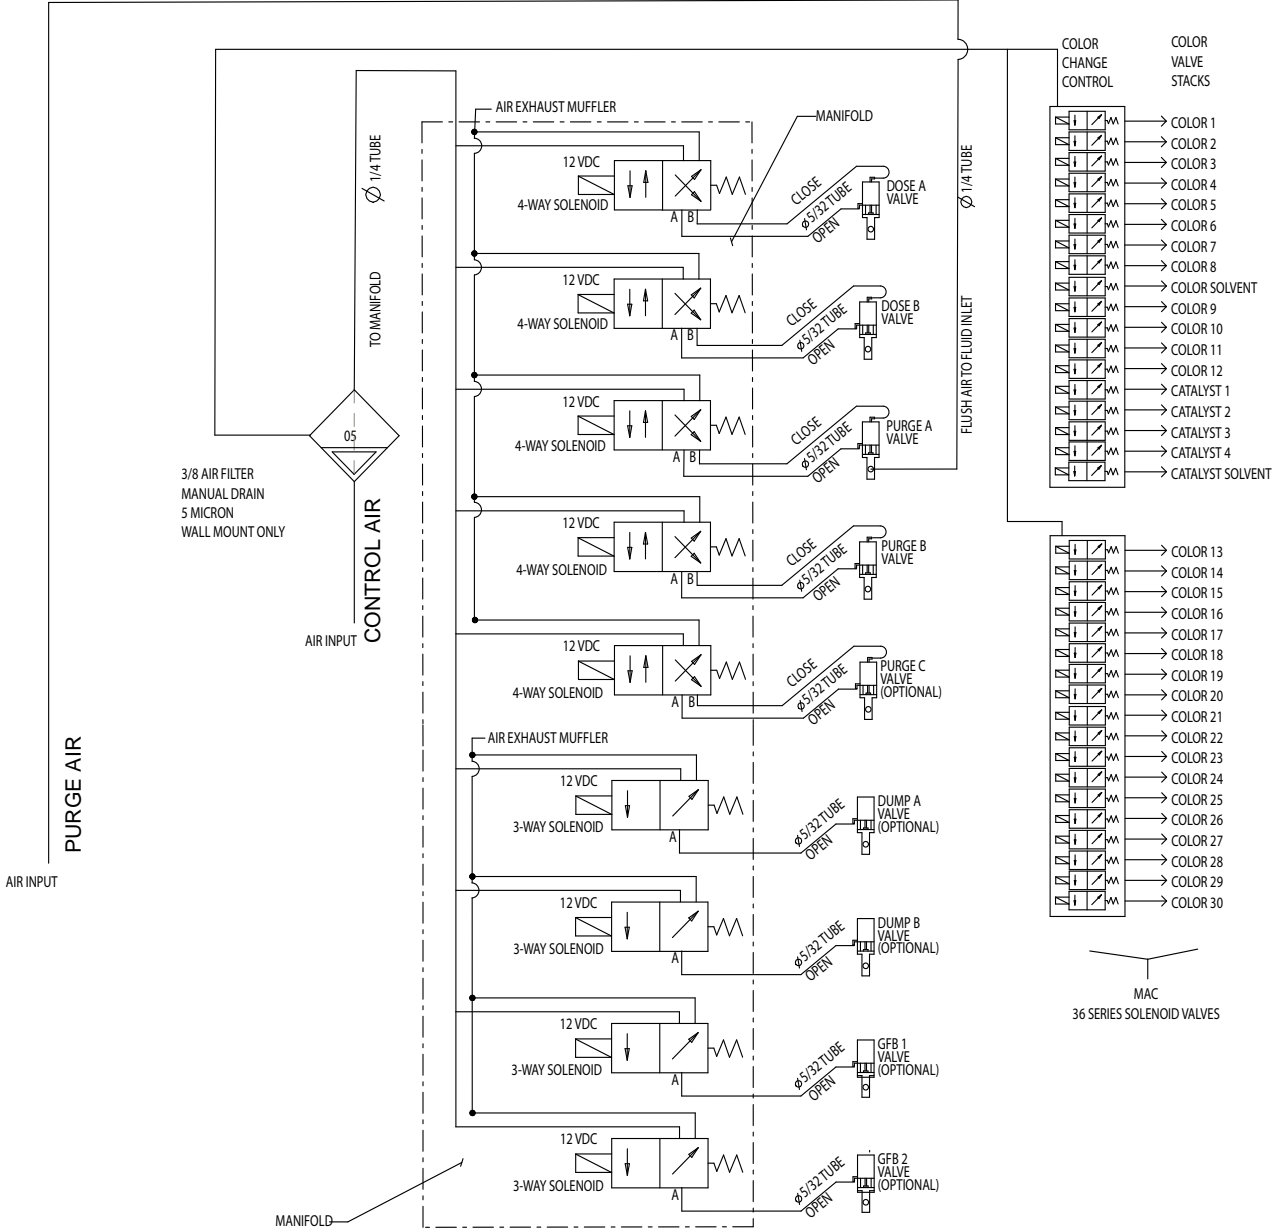 PURGE AIR
AIR INPUT
3/8 AIR FILTER
MANUAL DRAIN
5 MICRON
WALL MOUNT ONLY
05
TO MANIFOLD
Ø 1/4 TUBE
CONTROL AIR
AIR INPUT
AIR EXHAUST MUFFLER
MANIFOLD
12 VDC
4-WAY SOLENOID
A B
CLOSE
Ø5/32 TUBE
OPEN
DOSE A
VALVE
12 VDC
4-WAY SOLENOID
A B
CLOSE
Ø5/32 TUBE
OPEN
DOSE B
VALVE
12 VDC
4-WAY SOLENOID
A B
CLOSE
Ø5/32 TUBE
OPEN
PURGE A
VALVE
12 VDC
4-WAY SOLENOID
A B
CLOSE
Ø5/32 TUBE
OPEN
PURGE B
VALVE
12 VDC
4-WAY SOLENOID
A B
CLOSE
Ø5/32 TUBE
OPEN
PURGE C
VALVE
(OPTIONAL)
AIR EXHAUST MUFFLER
12 VDC
3-WAY SOLENOID
A
Ø5/32 TUBE
OPEN
DUMP A
VALVE
(OPTIONAL)
12 VDC
3-WAY SOLENOID
A
Ø5/32 TUBE
OPEN
DUMP B
VALVE
(OPTIONAL)
12 VDC
3-WAY SOLENOID
A
Ø5/32 TUBE
OPEN
GFB 1
VALVE
(OPTIONAL)
12 VDC
3-WAY SOLENOID
A
Ø5/32 TUBE
OPEN
GFB 2
VALVE
(OPTIONAL)
MANIFOLD
FLUSH AIR TO FLUID INLET
Ø 1/4 TUBE
COLOR
CHANGE
CONTROL
COLOR
VALVE
STACKS
COLOR 1
COLOR 2
COLOR 3
COLOR 4
COLOR 5
COLOR 6
COLOR 7
COLOR 8
COLOR SOLVENT
COLOR 9
COLOR 10
COLOR 11
COLOR 12
CATALYST 1
CATALYST 2
CATALYST 3
CATALYST 4
CATALYST SOLVENT
COLOR 13
COLOR 14
COLOR 15
COLOR 16
COLOR 17
COLOR 18
COLOR 19
COLOR 20
COLOR 21
COLOR 22
COLOR 23
COLOR 24
COLOR 25
COLOR 26
COLOR 27
COLOR 28
COLOR 29
COLOR 30
MAC
36 SERIES SOLENOID VALVES